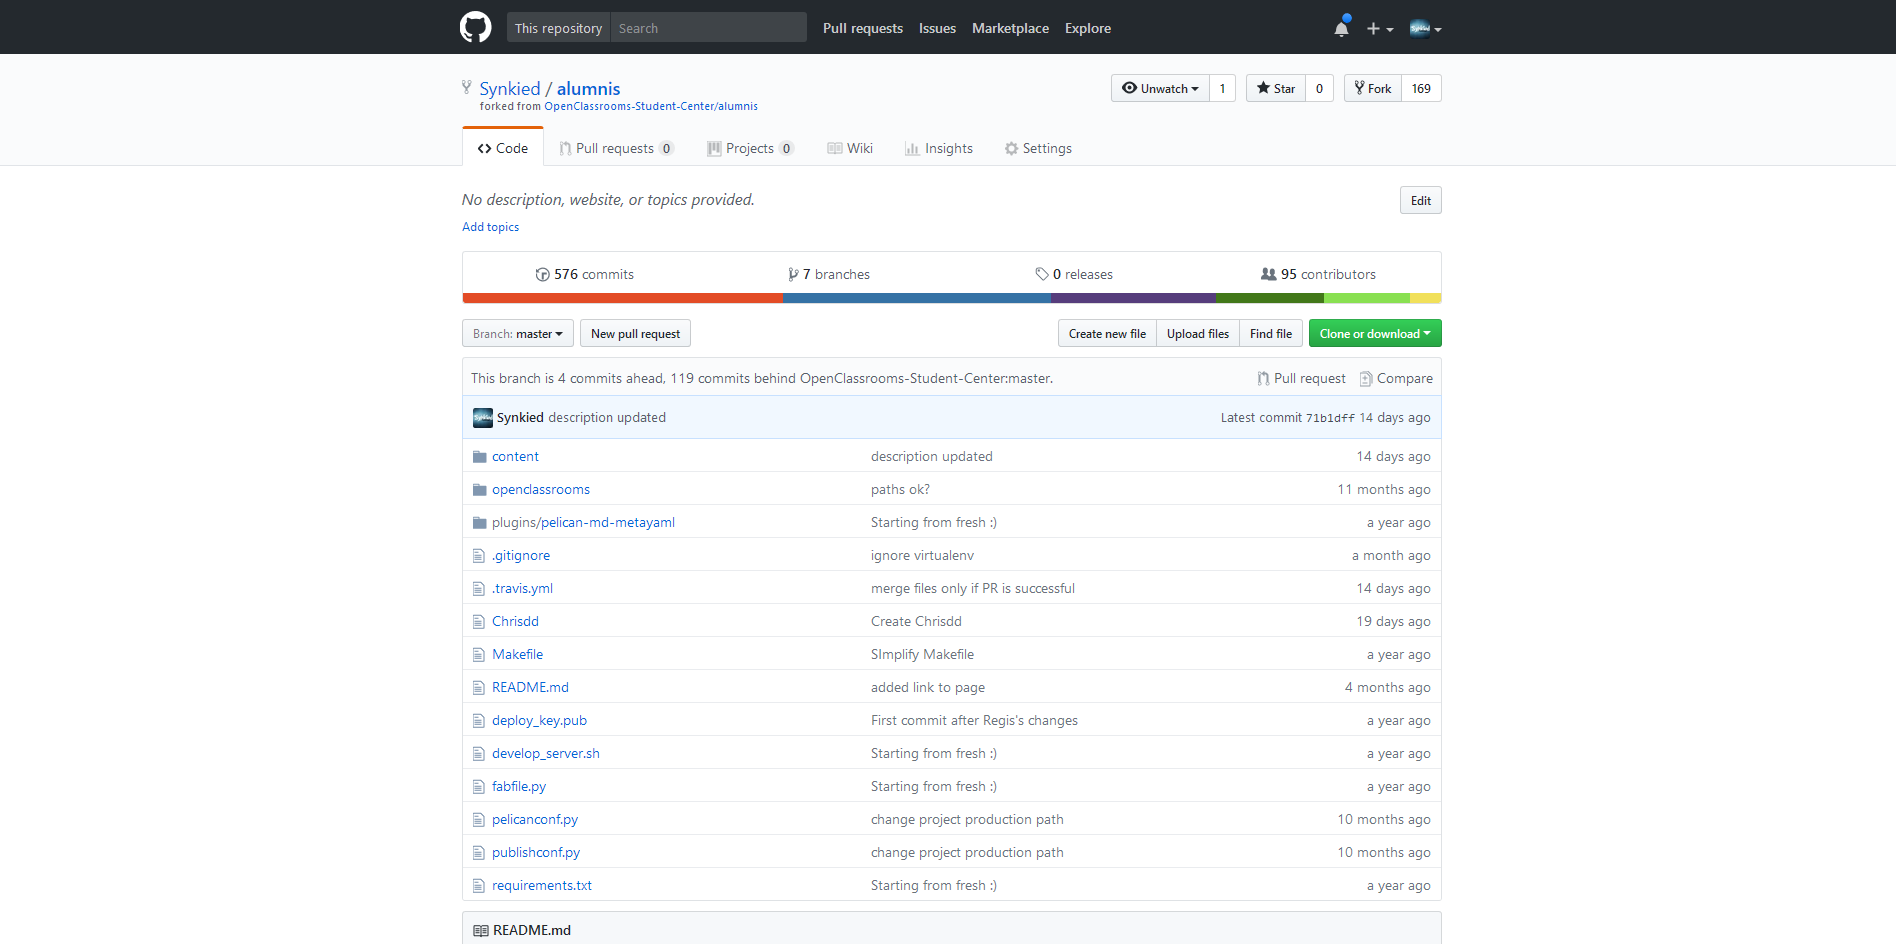 This repository Search Pull requests Issues Marketplace Explore
Synkied / alumnis Unwatch 1 Star 0 Fork 169
forked from OpenClassrooms-Student-Center/alumnis
Code Pull requests 0 Projects 0 Wiki Insights Settings
No description, website, or topics provided. Edit
Add topics
576 commits 7 branches 0 releases 95 contributors
Branch: master New pull request Create new file Upload files Find file Clone or download
This branch is 4 commits ahead, 119 commits behind OpenClassrooms-Student-Center:master. Pull request Compare
Synkied description updated Latest commit 71b1dff 14 days ago
content description updated 14 days ago
openclassrooms paths ok? 11 months ago
plugins/pelican-md-metayaml Starting from fresh :) a year ago
.gitignore ignore virtualenv a month ago
.travis.yml merge files only if PR is successful 14 days ago
Chrisdd Create Chrisdd 19 days ago
Makefile SImplify Makefile a year ago
README.md added link to page 4 months ago
deploy_key.pub First commit after Regis's changes a year ago
develop_server.sh Starting from fresh :) a year ago
fabfile.py Starting from fresh :) a year ago
pelicanconf.py change project production path 10 months ago
publishconf.py change project production path 10 months ago
requirements.txt Starting from fresh :) a year ago
README.md